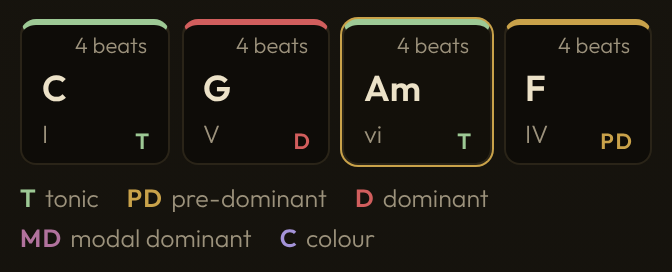 4 beats 4 beats 4 beats 4 beats
C G Am F
I T V D vi T IV PD
T tonic PD pre-dominant D dominant
MD modal dominant C colour